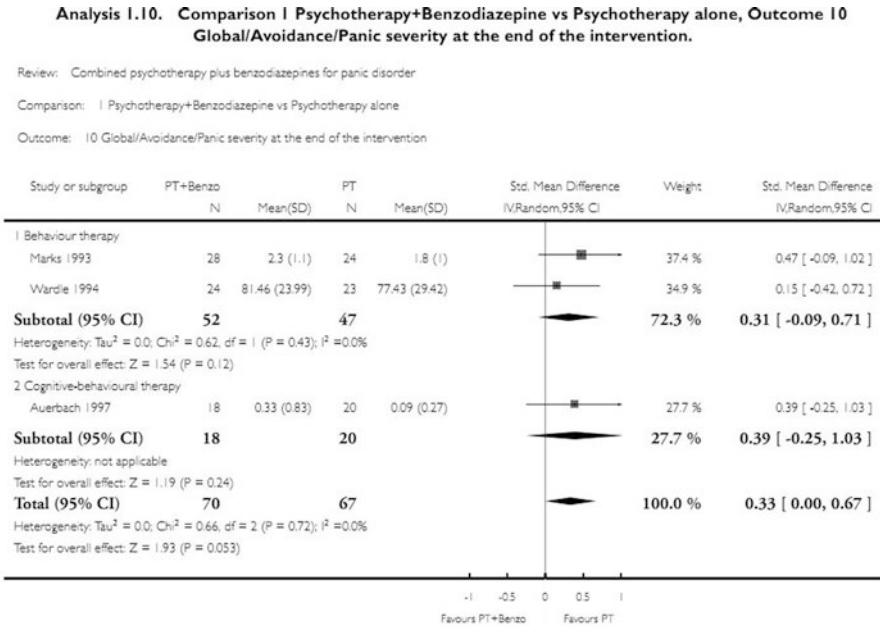 Analysis 1.10. Comparison 1 Psychotherapy+Benzodiazepine vs Psychotherapy alone, Outcome 10
Global/Avoidance/Panic severity at the end of the intervention.
Review: Combined psychotherapy plus benzodiazepines for panic disorder
Comparison: 1 Psychotherapy+Benzodiazepine vs Psychotherapy alone
Outcome: 10 Global/Avoidance/Panic severity at the end of the intervention
Study or subgroup PT+Benzo PT Std. Mean Difference Weight Std. Mean Difference
N Mean(SD) N Mean(SD) IV,Random,95% CI IV,Random,95% CI
1 Behaviour therapy
Marks 1993 28 2.3 (1.1) 24 1.8 (1) 37.4 % 0.47 [ -0.09, 1.02 ]
Wardle 1994 24 81.46 (23.99) 23 77.43 (29.42) 34.9 % 0.15 [ -0.42, 0.72 ]
Subtotal (95% CI) 52 47 72.3 % 0.31 [ -0.09, 0.71 ]
Heterogeneity: Tau² = 0.0; Chi² = 0.62, df = 1 (P = 0.43); I² =0.0%
Test for overall effect: Z = 1.54 (P = 0.12)
2 Cognitive-behavioural therapy
Auerbach 1997 18 0.33 (0.83) 20 0.09 (0.27) 27.7 % 0.39 [ -0.25, 1.03 ]
Subtotal (95% CI) 18 20 27.7 % 0.39 [ -0.25, 1.03 ]
Heterogeneity: not applicable
Test for overall effect: Z = 1.19 (P = 0.24)
Total (95% CI) 70 67 100.0 % 0.33 [ 0.00, 0.67 ]
Heterogeneity: Tau² = 0.0; Chi² = 0.66, df = 2 (P = 0.72); I² =0.0%
Test for overall effect: Z = 1.93 (P = 0.053)
-1 -0.5 0 0.5 1
Favours PT+Benzo Favours PT